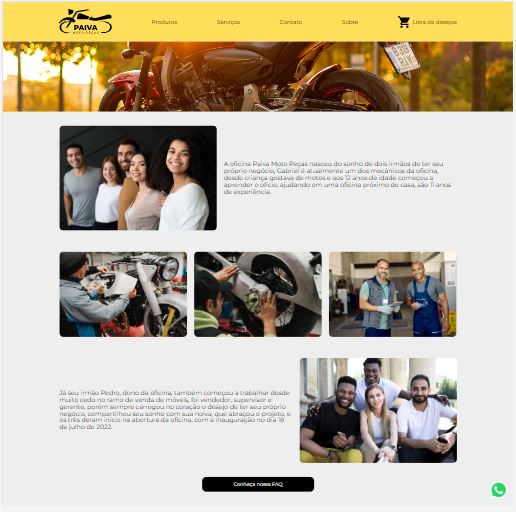 PAIVA
MOTO PEÇAS
Produtos
Serviços
Contato
Sobre
Lista de desejos
A oficina Paiva Moto Peças nasceu do sonho de dois irmãos de ter seu
próprio negócio, Gabriel é atualmente um dos mecânicos da oficina,
desde criança gostava de motos e aos 12 anos de idade começou a
aprender o ofício, ajudando em uma oficina próximo de casa, são 11 anos
de experiência.
Já seu irmão Pedro, dono da oficina, também começou a trabalhar desde
muito cedo no ramo de venda de móveis, foi vendedor, supervisor e
gerente, porém sempre carregou no coração o desejo de ter seu próprio
negócio, compartilhou seu sonho com sua noiva, que abraçou o projeto, e
os três deram início na abertura da oficina, com a inauguração no dia 18
de julho de 2022.
Conheça nossa FAQ